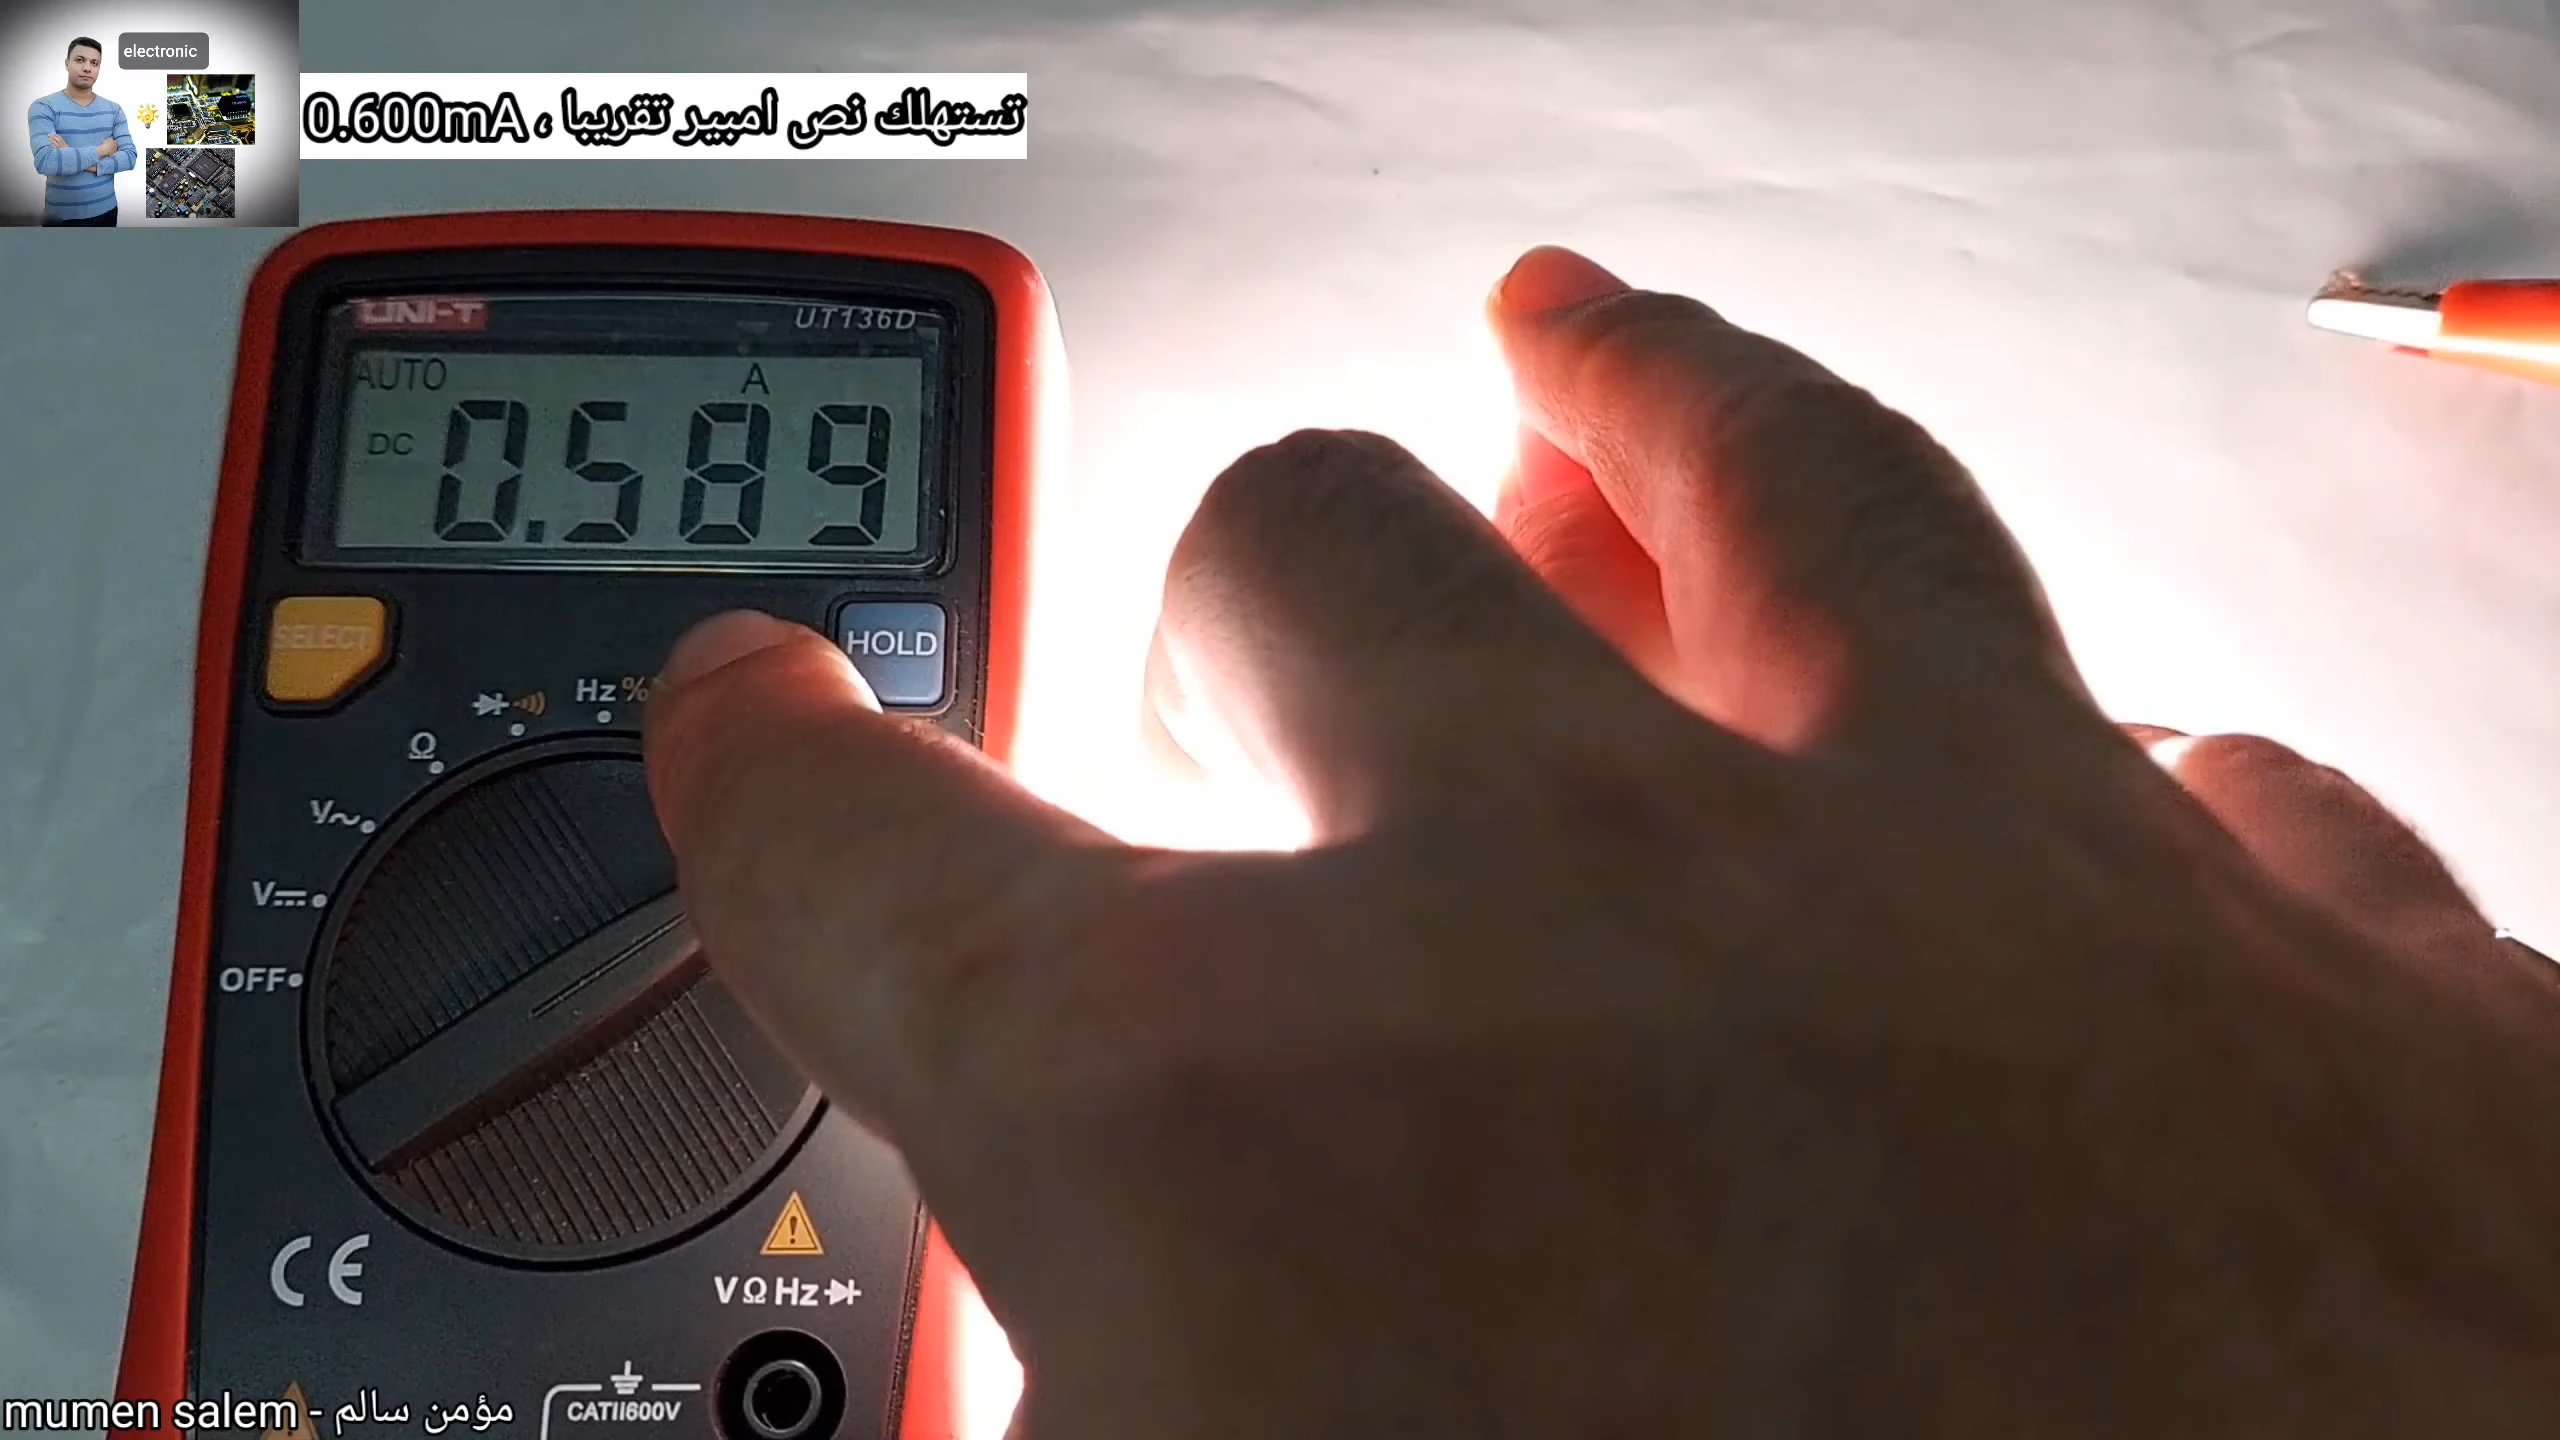 electronic
تستهلك نص امبير تقريبا ، 0.600mA
UNI-T UT136D
AUTO A
DC 0.589
SELECT HOLD
Hz %
Ω
V~
V
OFF
CE
V Ω Hz
CATII600V
mumen salem - مؤمن سالم